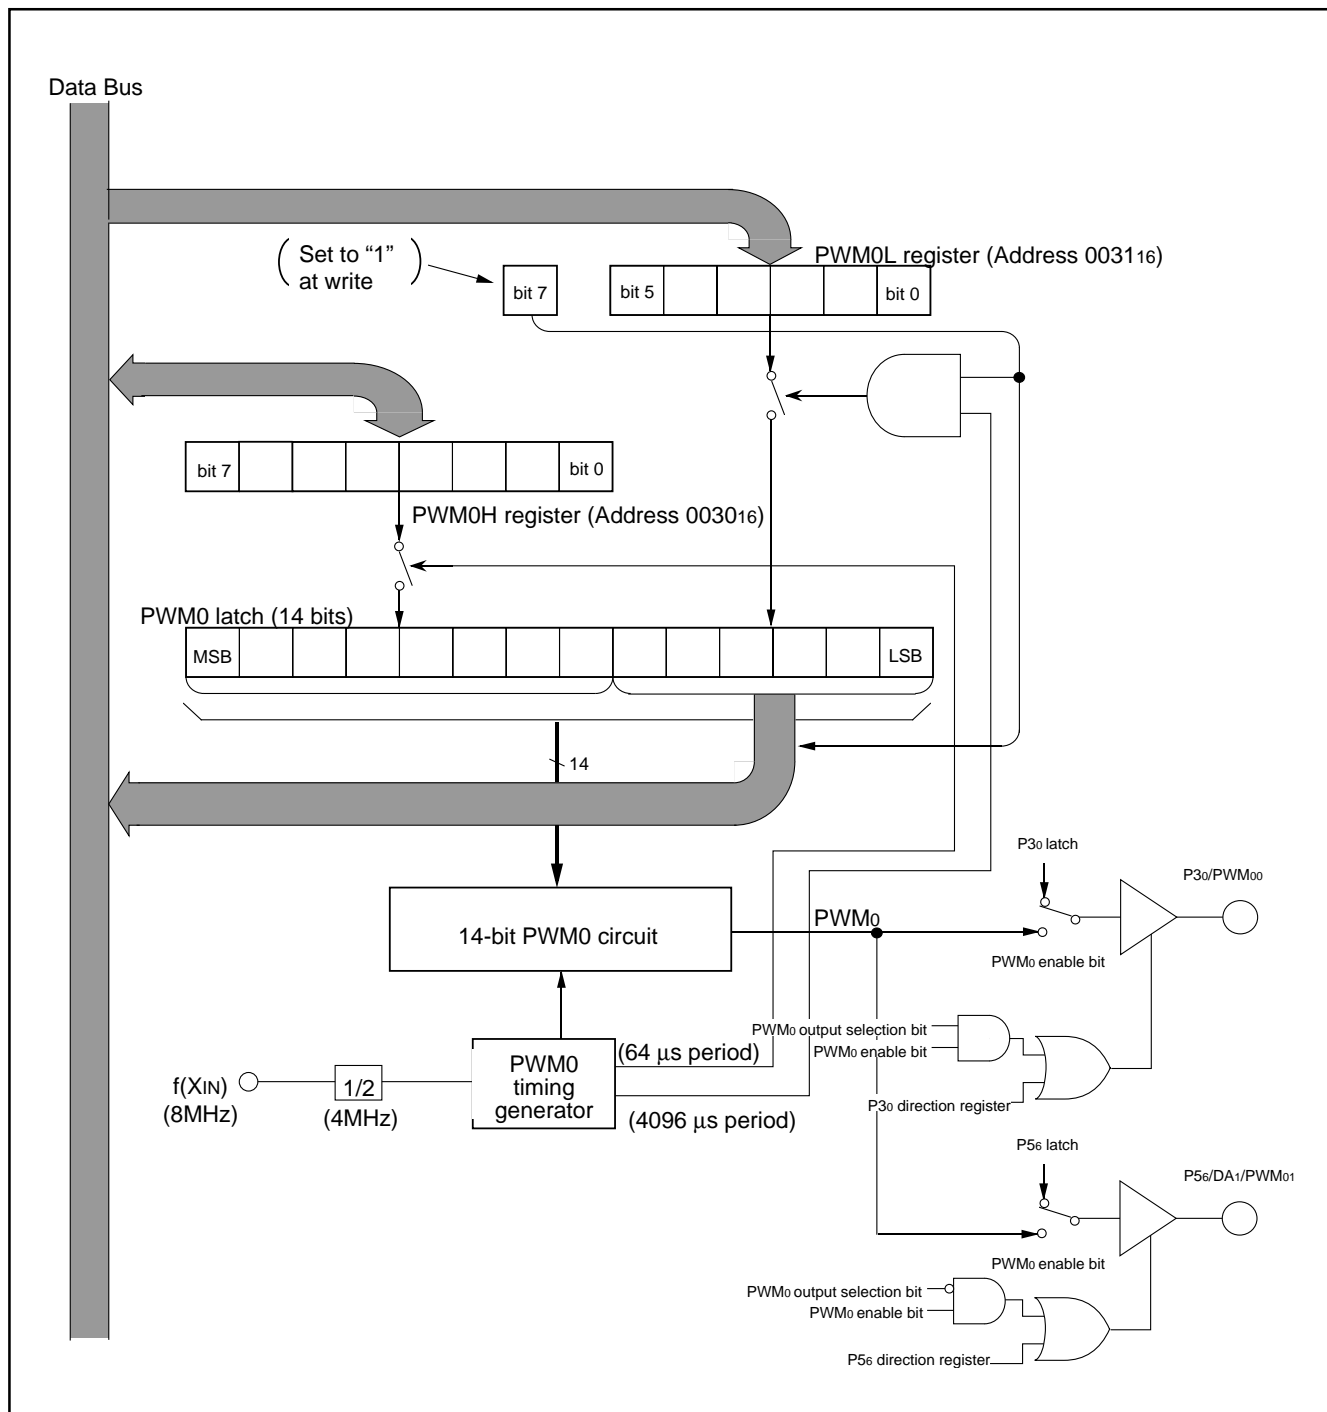 Data Bus
Set to “1”
at write
PWM0L register (Address 003116)
bit 7
bit 5
bit 0
bit 7
bit 0
PWM0H register (Address 003016)
PWM0 latch (14 bits)
MSB
LSB
14
14-bit PWM0 circuit
PWM0
P30 latch
P30/PWM00
PWM0 enable bit
PWM0 output selection bit
PWM0 enable bit
P30 direction register
f(XIN)
(8MHz)
1/2
(4MHz)
PWM0
timing
generator
(64 µs period)
(4096 µs period)
P56 latch
P56/DA1/PWM01
PWM0 enable bit
PWM0 output selection bit
PWM0 enable bit
P56 direction register